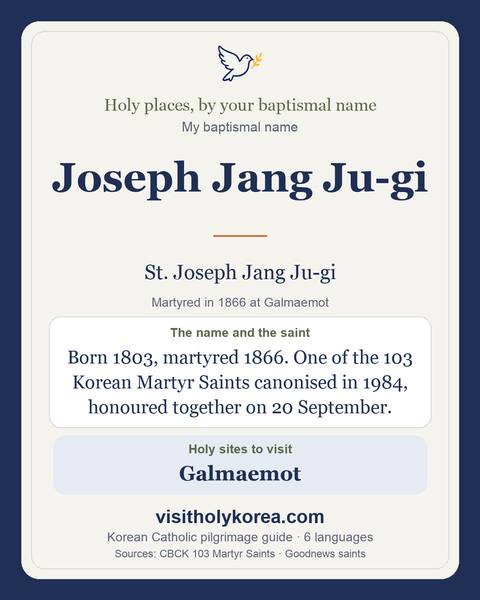 Holy places, by your baptismal name
My baptismal name
Joseph Jang Ju-gi
St. Joseph Jang Ju-gi
Martyred in 1866 at Galmaemot
The name and the saint
Born 1803, martyred 1866. One of the 103
Korean Martyr Saints canonised in 1984,
honoured together on 20 September.
Holy sites to visit
Galmaemot
visitholykorea.com
Korean Catholic pilgrimage guide · 6 languages
Sources: CBCK 103 Martyr Saints · Goodnews saints